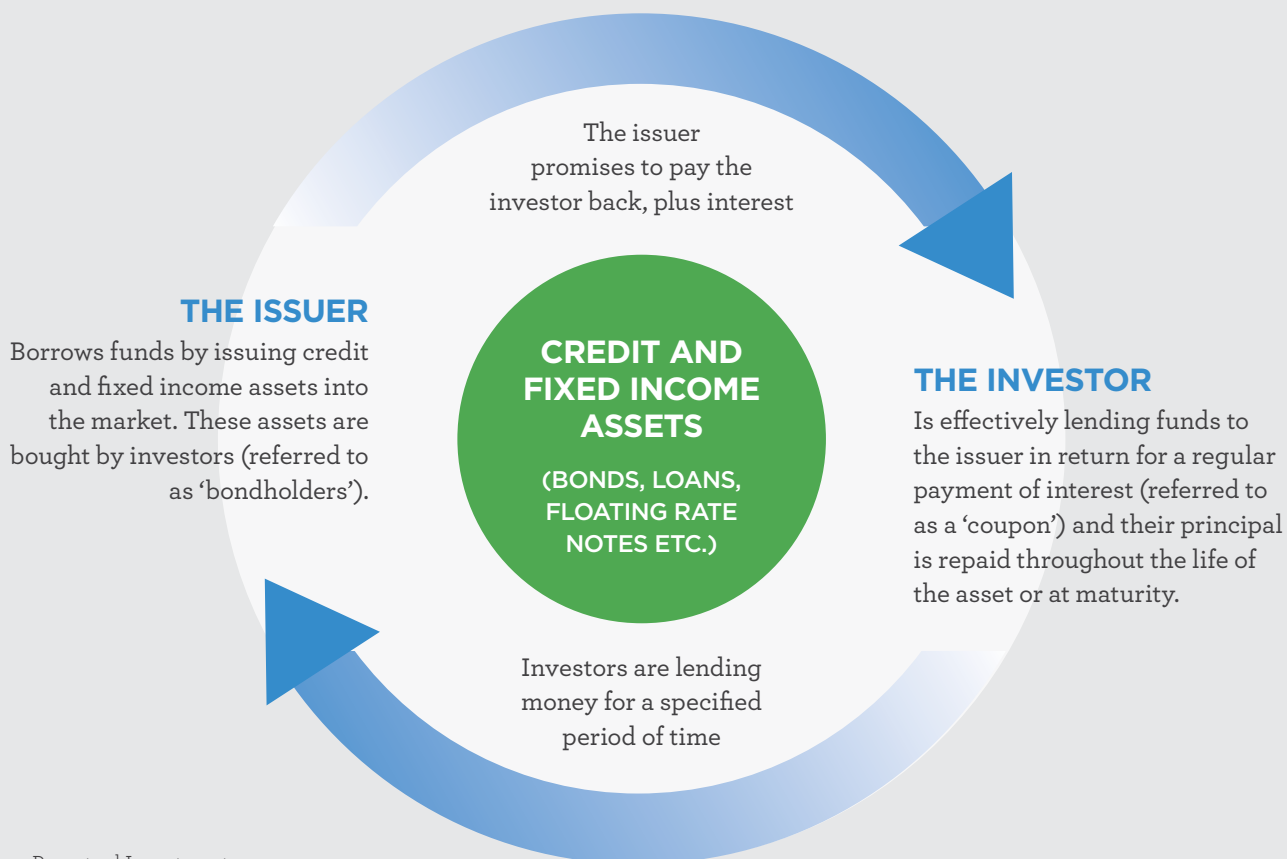 The issuer
promises to pay the
investor back, plus interest
THE ISSUER
Borrows funds by issuing credit
and fixed income assets into
the market. These assets are
bought by investors (referred to
as ‘bondholders’).
CREDIT AND
FIXED INCOME
ASSETS
(BONDS, LOANS,
FLOATING RATE
NOTES ETC.)
THE INVESTOR
Is effectively lending funds to
the issuer in return for a regular
payment of interest (referred to
as a ‘coupon’) and their principal
is repaid throughout the life of
the asset or at maturity.
Investors are lending
money for a specified
period of time